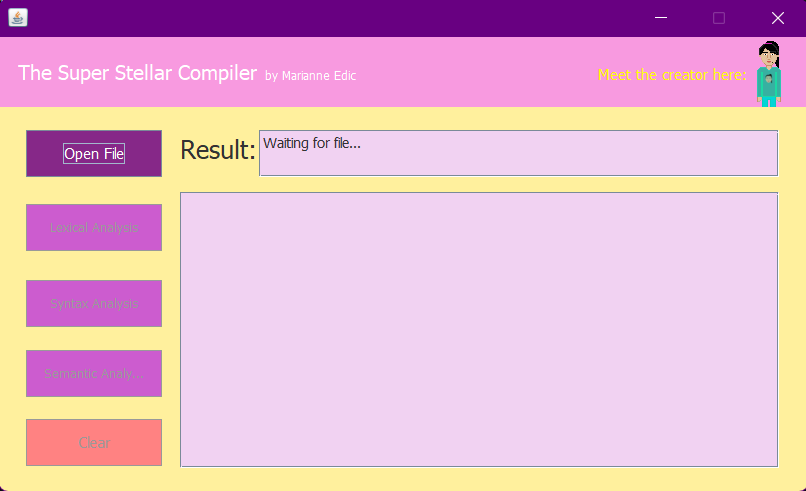 The Super Stellar Compiler by Marianne Edic
Meet the creator here:
Open File
Result:
Waiting for file...
Lexical Analysis
Syntax Analysis
Semantic Analy...
Clear